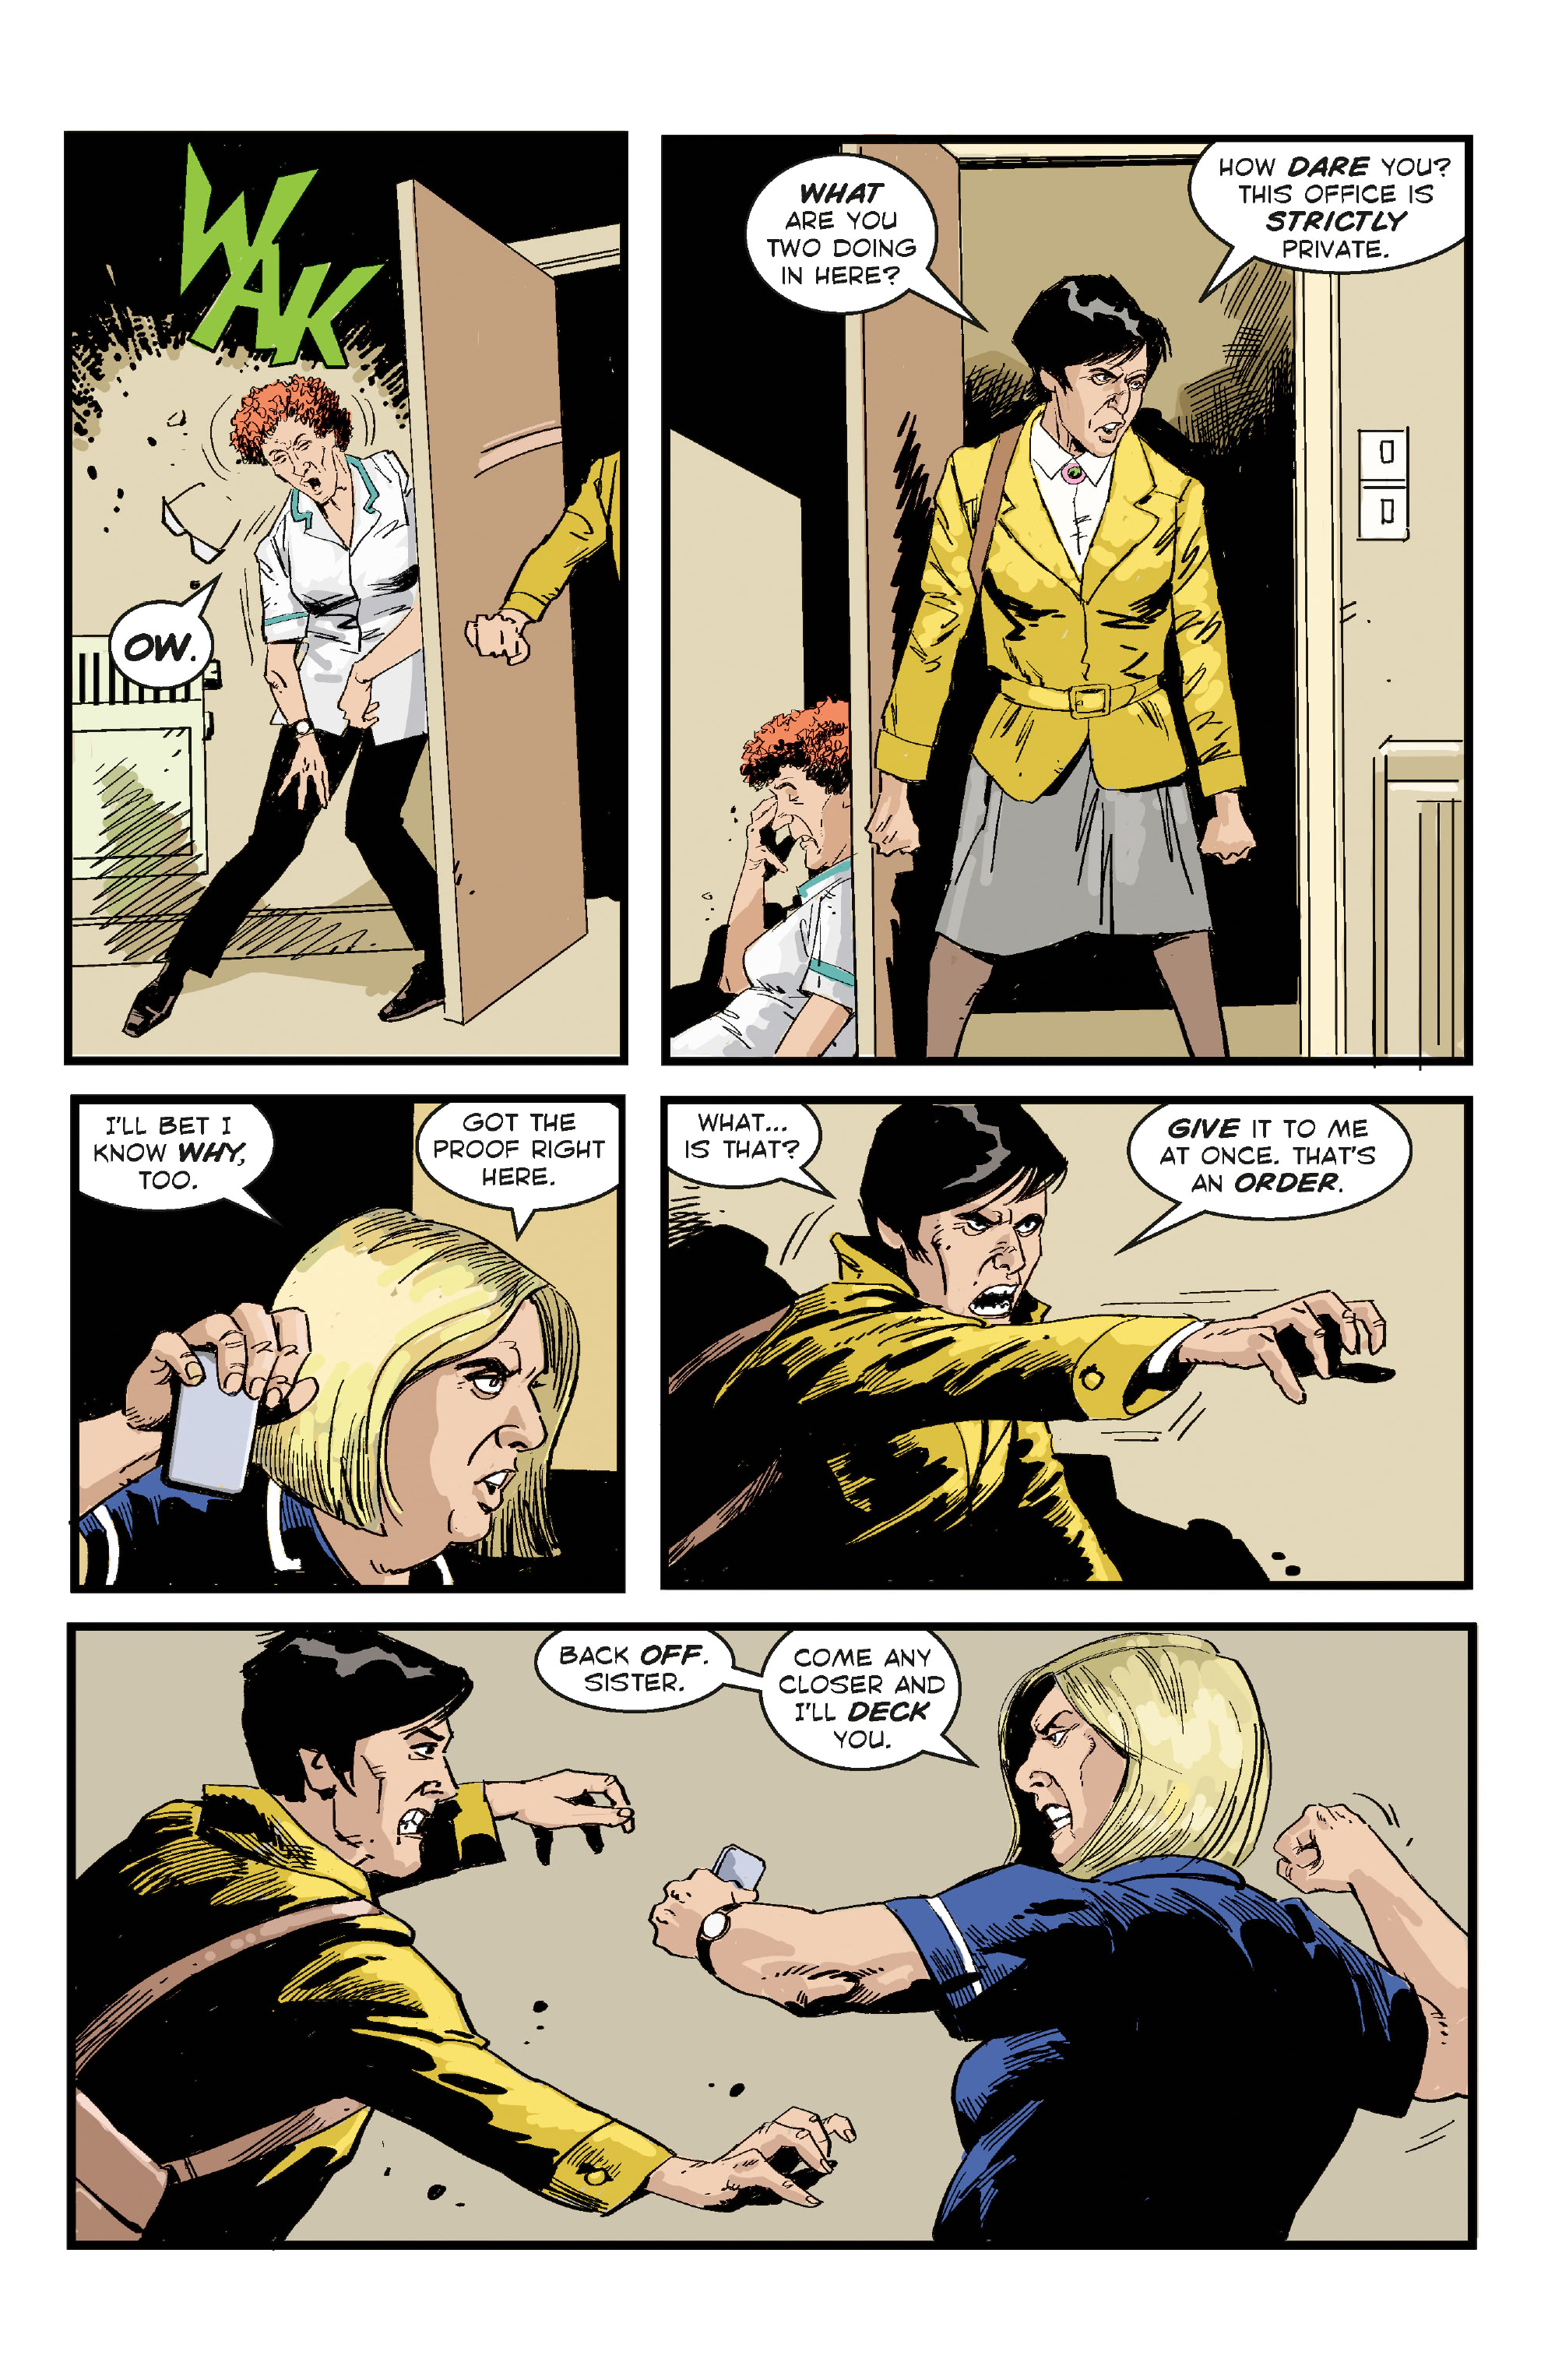 WAK
OW.
WHAT
ARE YOU
TWO DOING
IN HERE?
HOW DARE YOU?
THIS OFFICE IS
STRICTLY
PRIVATE.
I'LL BET I
KNOW WHY,
TOO.
GOT THE
PROOF RIGHT
HERE.
WHAT...
IS THAT?
GIVE IT TO ME
AT ONCE. THAT'S
AN ORDER.
BACK OFF.
SISTER.
COME ANY
CLOSER AND
I'LL DECK
YOU.